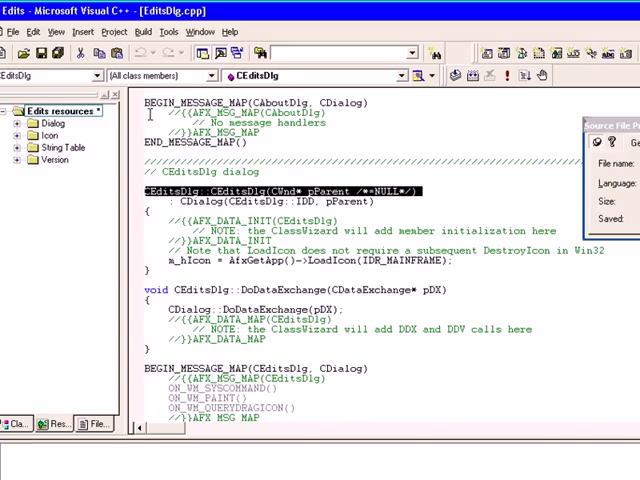 Edits - Microsoft Visual C++ - [EditsDlg.cpp]
File Edit View Insert Project Build Tools Window Help
CEditsDlg
(All class members)
CEditsDlg
Edits resources *
Dialog
Icon
String Table
Version
Cla...
Res...
File...
BEGIN_MESSAGE_MAP(CAboutDlg, CDialog)
//{{AFX_MSG_MAP(CAboutDlg)
// No message handlers
//}}AFX_MSG_MAP
END_MESSAGE_MAP()
/////////////////////////////////////////////////////////////////////////////
// CEditsDlg dialog
CEditsDlg::CEditsDlg(CWnd* pParent /*=NULL*/)
: CDialog(CEditsDlg::IDD, pParent)
{
//{{AFX_DATA_INIT(CEditsDlg)
// NOTE: the ClassWizard will add member initialization here
//}}AFX_DATA_INIT
// Note that LoadIcon does not require a subsequent DestroyIcon in Win32
m_hIcon = AfxGetApp()->LoadIcon(IDR_MAINFRAME);
}
void CEditsDlg::DoDataExchange(CDataExchange* pDX)
{
CDialog::DoDataExchange(pDX);
//{{AFX_DATA_MAP(CEditsDlg)
// NOTE: the ClassWizard will add DDX and DDV calls here
//}}AFX_DATA_MAP
}
BEGIN_MESSAGE_MAP(CEditsDlg, CDialog)
//{{AFX_MSG_MAP(CEditsDlg)
ON_WM_SYSCOMMAND()
ON_WM_PAINT()
ON_WM_QUERYDRAGICON()
//}}AFX_MSG_MAP
Source File
File name:
Language:
Size:
Saved: